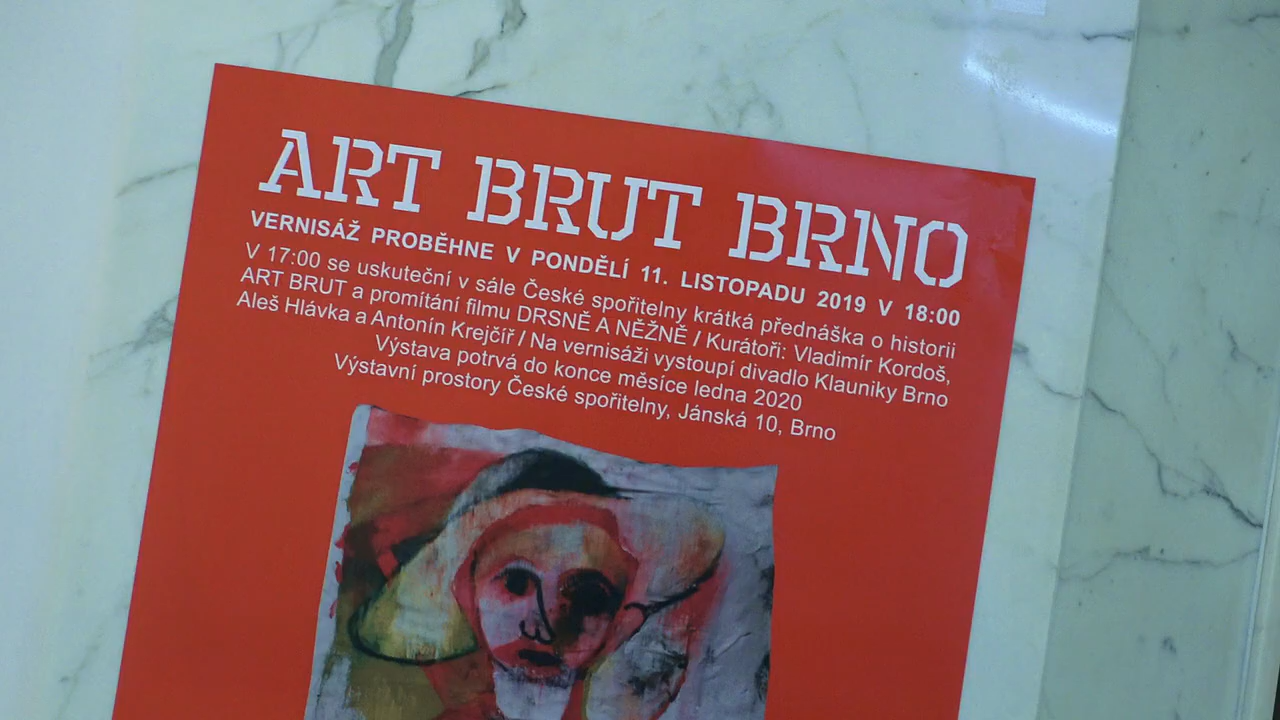 ART BRUT BRNO
VERNISÁŽ PROBĚHNE V PONDĚLÍ 11. LISTOPADU 2019 V 18:00
V 17:00 se uskuteční v sále České spořitelny krátká přednáška o historii
ART BRUT a promítání filmu DRSNĚ A NĚŽNĚ / Kurátoři: Vladimír Kordoš,
Aleš Hlávka a Antonín Krejčíř / Na vernisáži vystoupí divadlo Klauniky Brno
Výstava potrvá do konce měsíce ledna 2020
Výstavní prostory České spořitelny, Jánská 10, Brno